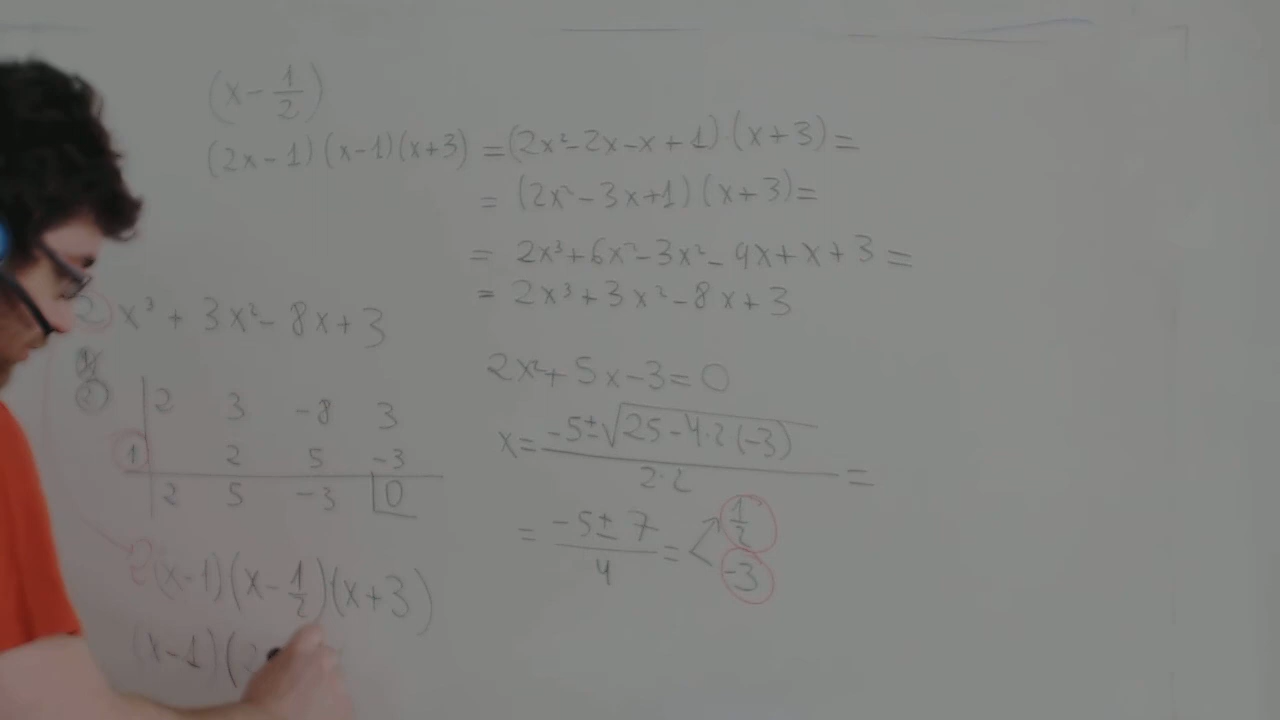 (x - 1/2)
(2x - 1)(x - 1)(x + 3) = (2x² - 2x - x + 1)·(x + 3) =
= (2x² - 3x + 1)(x + 3) =
= 2x³ + 6x² - 3x² - 9x + x + 3 =
= 2x³ + 3x² - 8x + 3
2x³ + 3x² - 8x + 3
2 3 -8 3
1 2 5 -3
2 5 -3 0
2(x - 1)(x - 1/2)(x + 3)
(x - 1)(2
2x² + 5x - 3 = 0
x = (-5 ± √(25 - 4·2(-3)))/(2·2) =
= (-5 ± 7)/4 = 1/2
-3